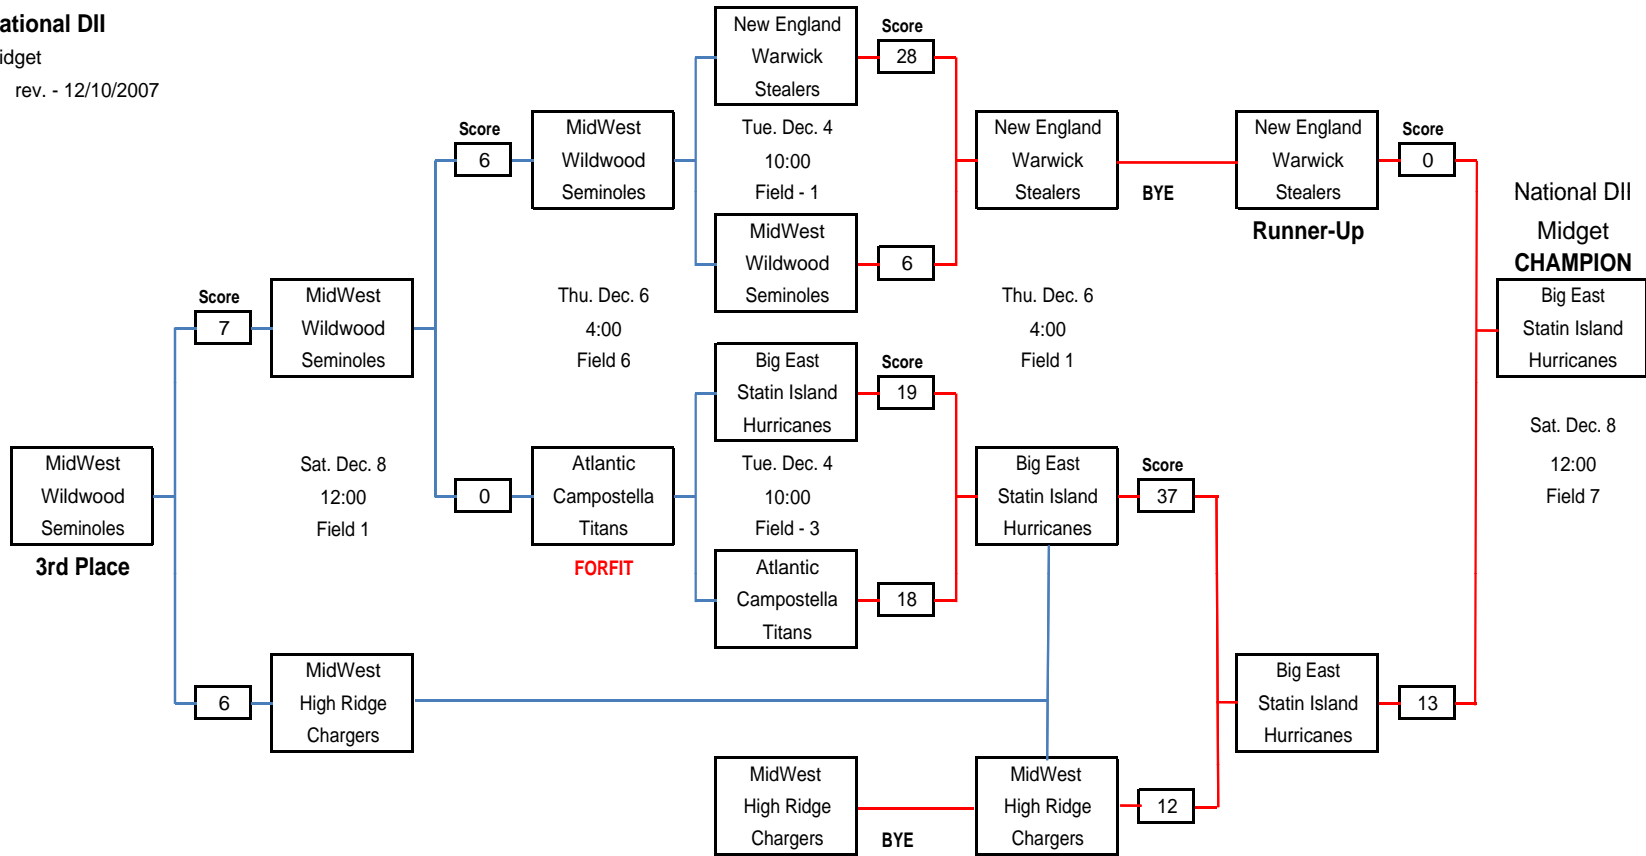 ational DII
idget
rev. - 12/10/2007
New England
Warwick
Stealers
Score
28
Tue. Dec. 4
10:00
Field - 1
MidWest
Wildwood
Seminoles
6
Score
6
MidWest
Wildwood
Seminoles
New England
Warwick
Stealers
BYE
New England
Warwick
Stealers
Runner-Up
Score
0
National DII
Midget
CHAMPION
Big East
Statin Island
Hurricanes
Sat. Dec. 8
12:00
Field 7
Score
7
MidWest
Wildwood
Seminoles
Thu. Dec. 6
4:00
Field 6
Thu. Dec. 6
4:00
Field 1
Big East
Statin Island
Hurricanes
Score
19
Tue. Dec. 4
10:00
Field - 3
Atlantic
Campostella
Titans
18
MidWest
Wildwood
Seminoles
3rd Place
Sat. Dec. 8
12:00
Field 1
0
Atlantic
Campostella
Titans
FORFIT
Big East
Statin Island
Hurricanes
Score
37
6
MidWest
High Ridge
Chargers
Big East
Statin Island
Hurricanes
13
MidWest
High Ridge
Chargers
BYE
MidWest
High Ridge
Chargers
12